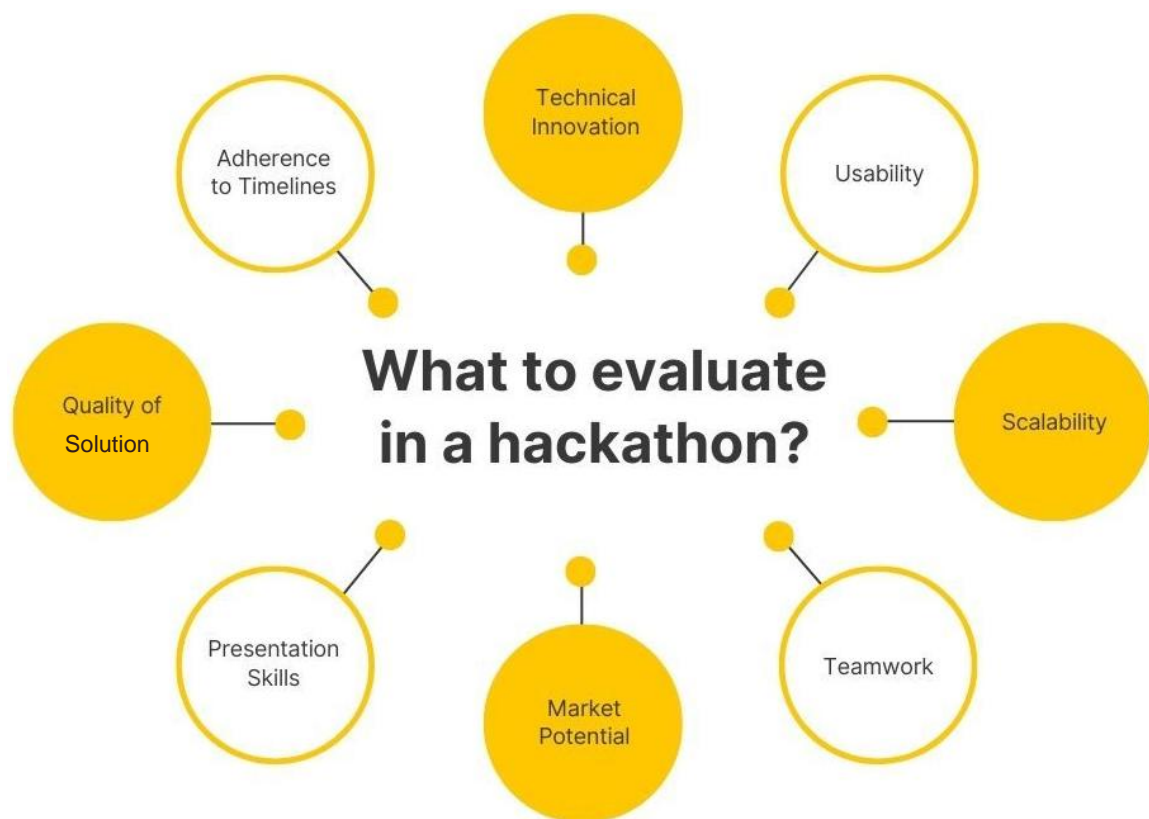 Technical
Innovation
Adherence
to Timelines
Usability
What to evaluate
in a hackathon?
Quality of
Solution
Scalability
Presentation
Skills
Teamwork
Market
Potential